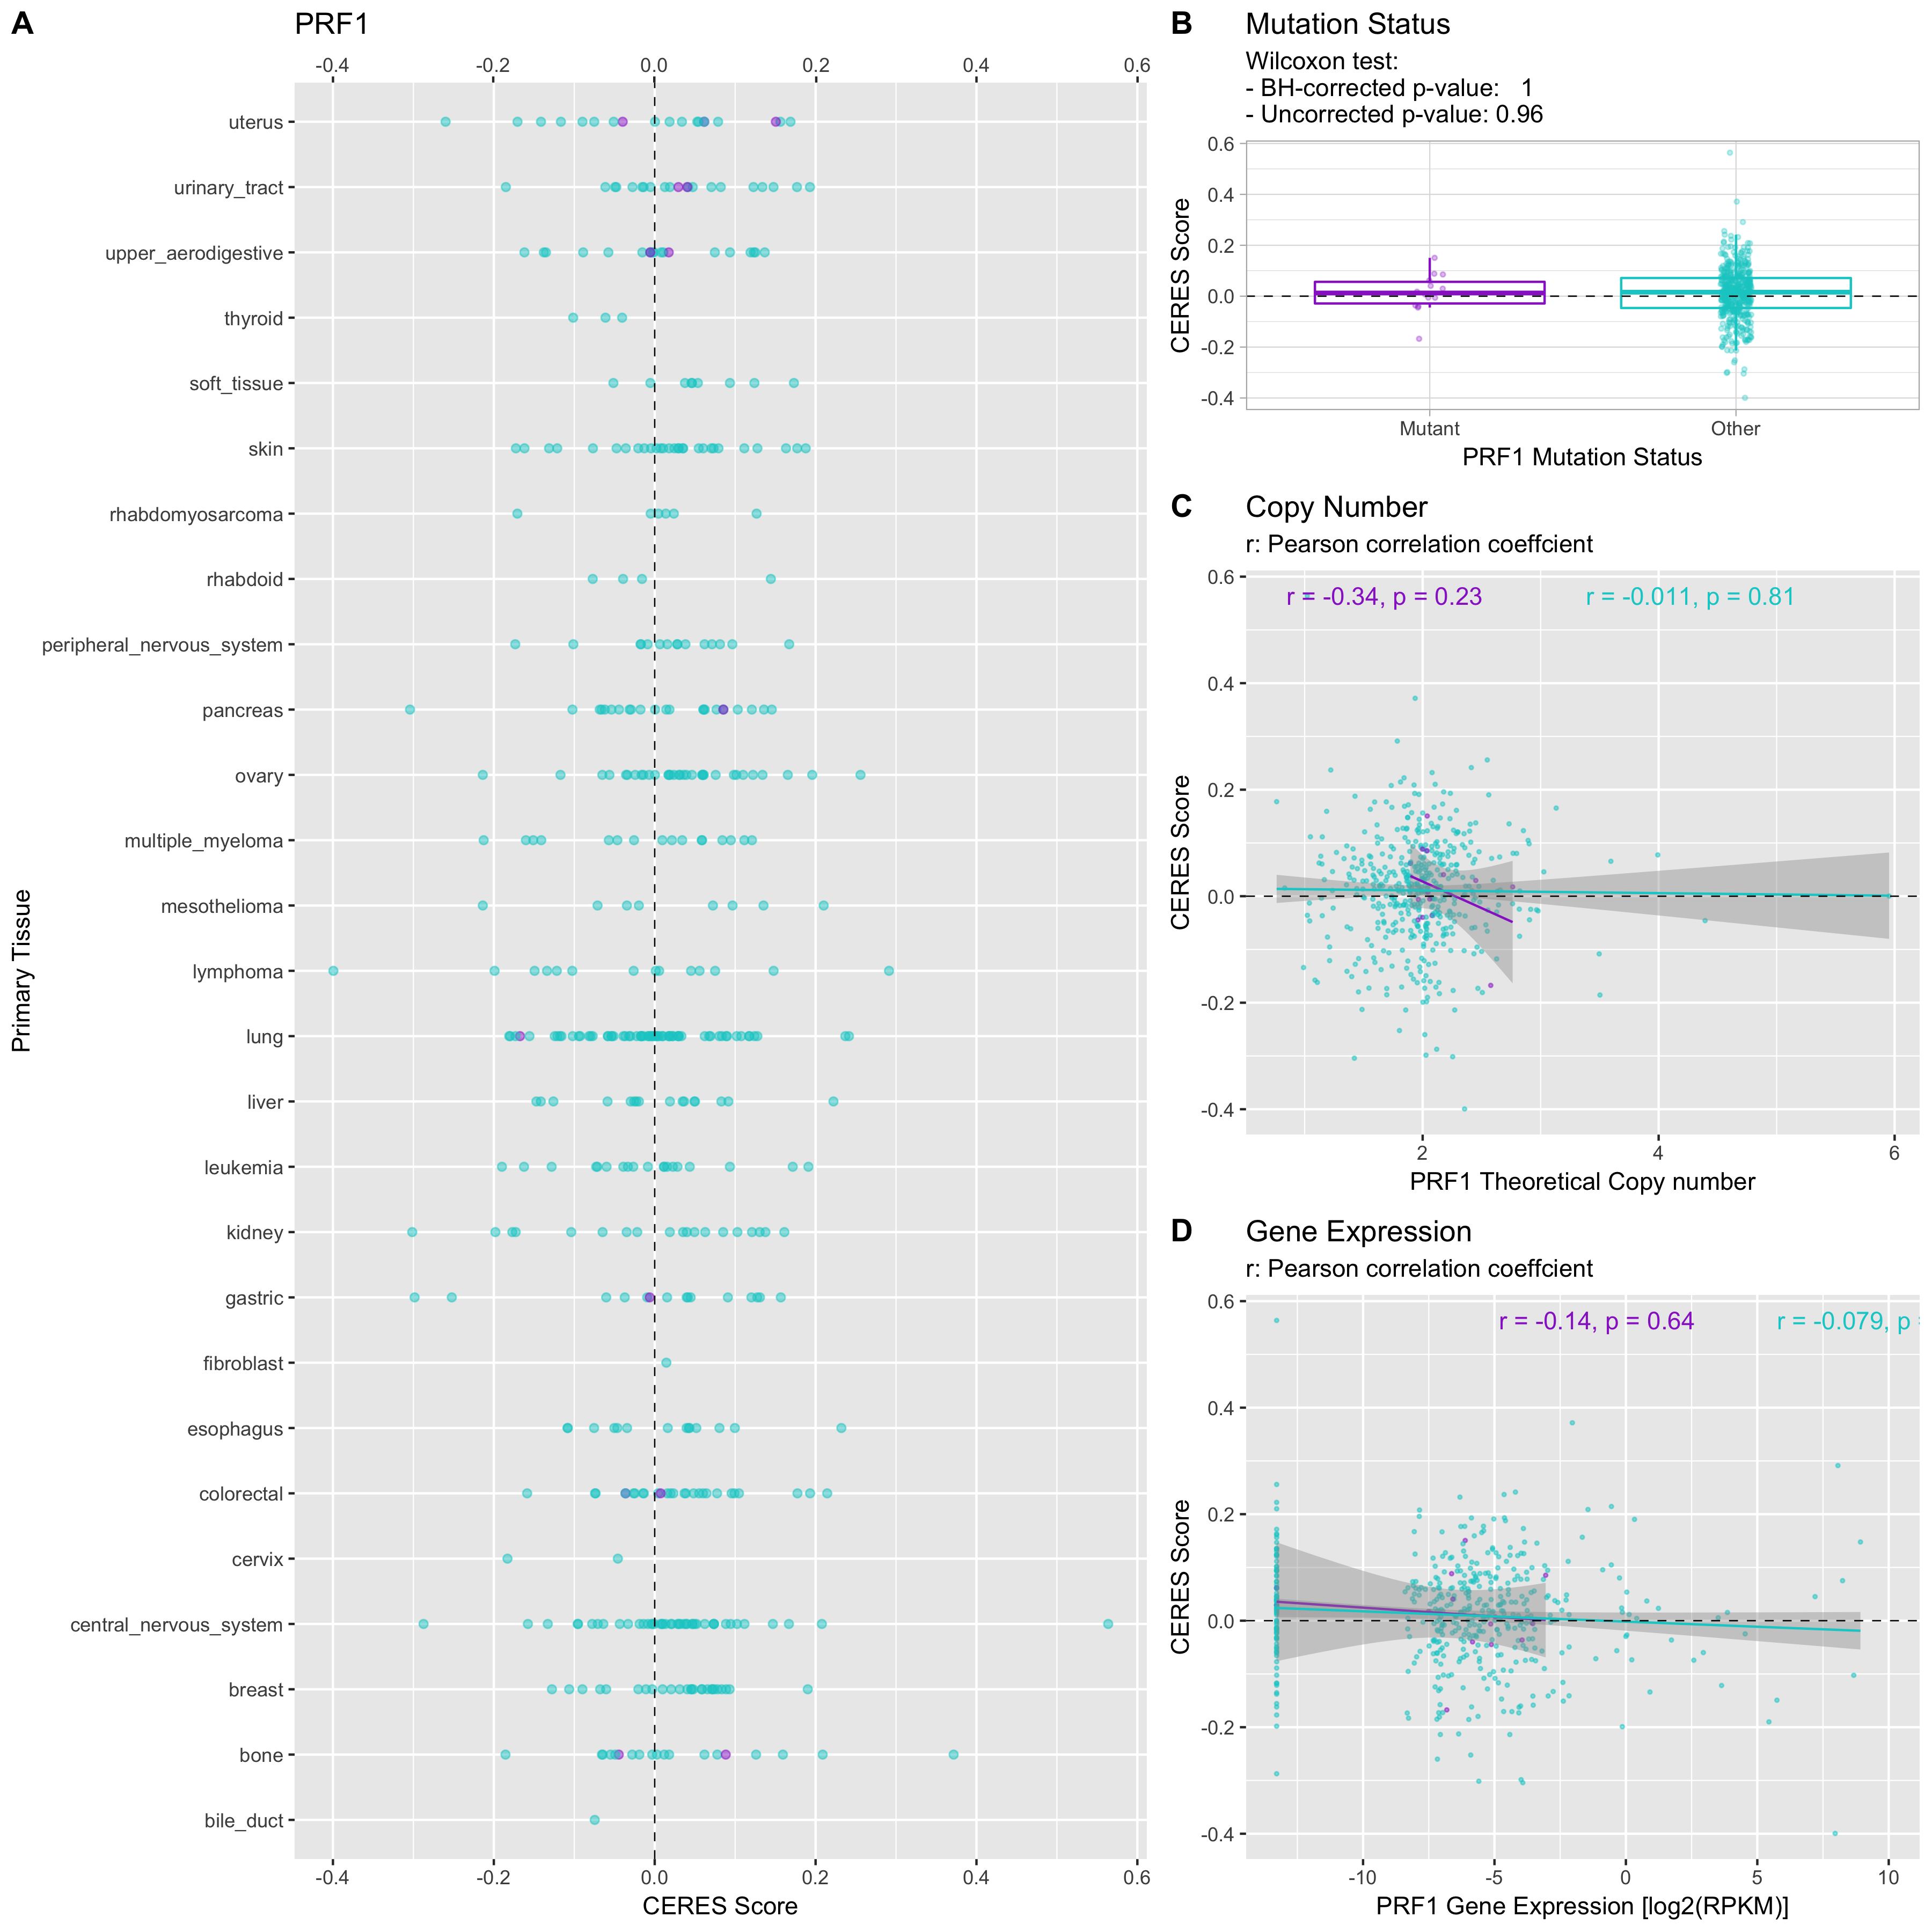 A
PRF1
-0.4 -0.2 0.0 0.2 0.4 0.6
Primary Tissue
uterus
urinary_tract
upper_aerodigestive
thyroid
soft_tissue
skin
rhabdomyosarcoma
rhabdoid
peripheral_nervous_system
pancreas
ovary
multiple_myeloma
mesothelioma
lymphoma
lung
liver
leukemia
kidney
gastric
fibroblast
esophagus
colorectal
cervix
central_nervous_system
breast
bone
bile_duct
-0.4 -0.2 0.0 0.2 0.4 0.6
CERES Score
B
Mutation Status
Wilcoxon test:
- BH-corrected p-value: 1
- Uncorrected p-value: 0.96
CERES Score
0.6
0.4
0.2
0.0
-0.2
-0.4
Mutant Other
PRF1 Mutation Status
C
Copy Number
r: Pearson correlation coeffcient
r = -0.34, p = 0.23 r = -0.011, p = 0.81
CERES Score
0.6
0.4
0.2
0.0
-0.2
-0.4
2 4 6
PRF1 Theoretical Copy number
D
Gene Expression
r: Pearson correlation coeffcient
r = -0.14, p = 0.64 r = -0.079, p =
CERES Score
0.6
0.4
0.2
0.0
-0.2
-0.4
-10 -5 0 5 10
PRF1 Gene Expression [log2(RPKM)]